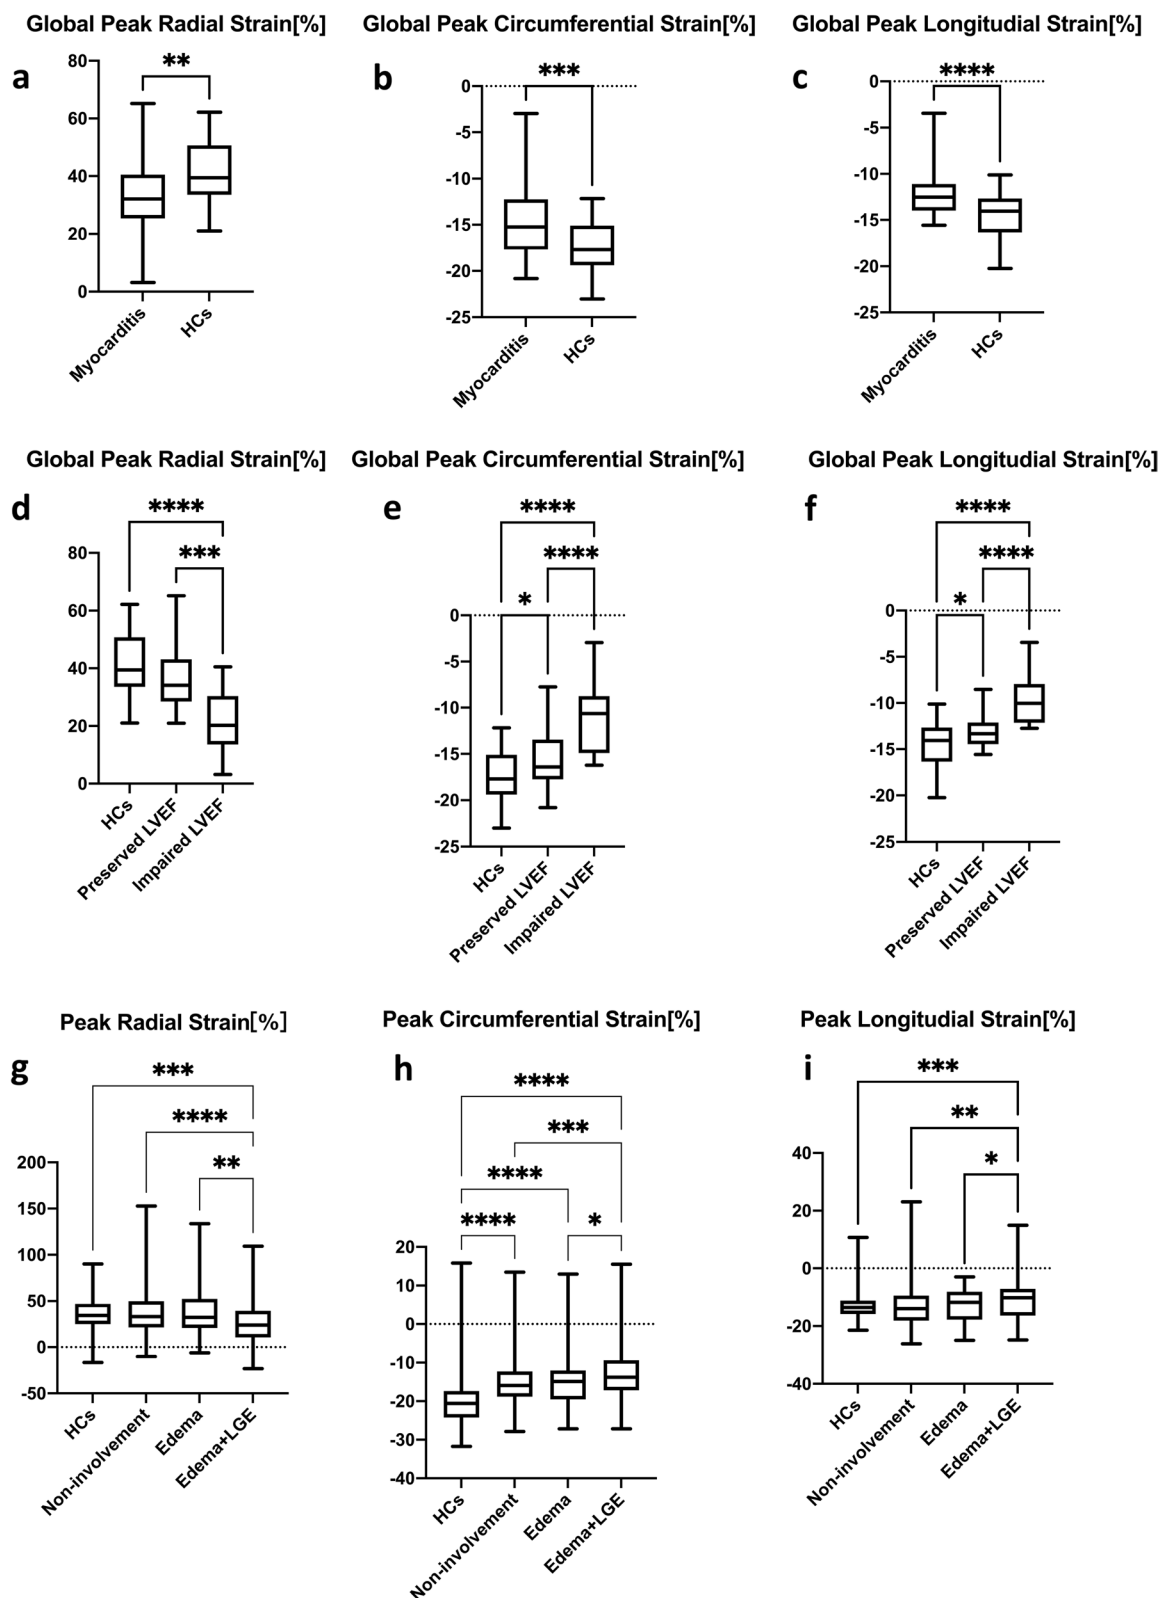 Global Peak Radial Strain[%]
a
**
80
60
40
20
0
Myocarditis
HCs
Global Peak Circumferential Strain[%]
b
***
0
-5
-10
-15
-20
-25
Myocarditis
HCs
Global Peak Longitudial Strain[%]
c
****
0
-5
-10
-15
-20
-25
Myocarditis
HCs
Global Peak Radial Strain[%]
d
****
***
80
60
40
20
0
HCs
Preserved LVEF
Impaired LVEF
Global Peak Circumferential Strain[%]
e
****
****
*
0
-5
-10
-15
-20
-25
HCs
Preserved LVEF
Impaired LVEF
Global Peak Longitudial Strain[%]
f
****
****
*
0
-5
-10
-15
-20
-25
HCs
Preserved LVEF
Impaired LVEF
Peak Radial Strain[%]
g
***
****
**
200
150
100
50
0
-50
HCs
Non-involvement
Edema
Edema+LGE
Peak Circumferential Strain[%]
h
****
***
****
****
*
20
10
0
-10
-20
-30
-40
HCs
Non-involvement
Edema
Edema+LGE
Peak Longitudial Strain[%]
i
***
**
*
40
20
0
-20
-40
HCs
Non-involvement
Edema
Edema+LGE